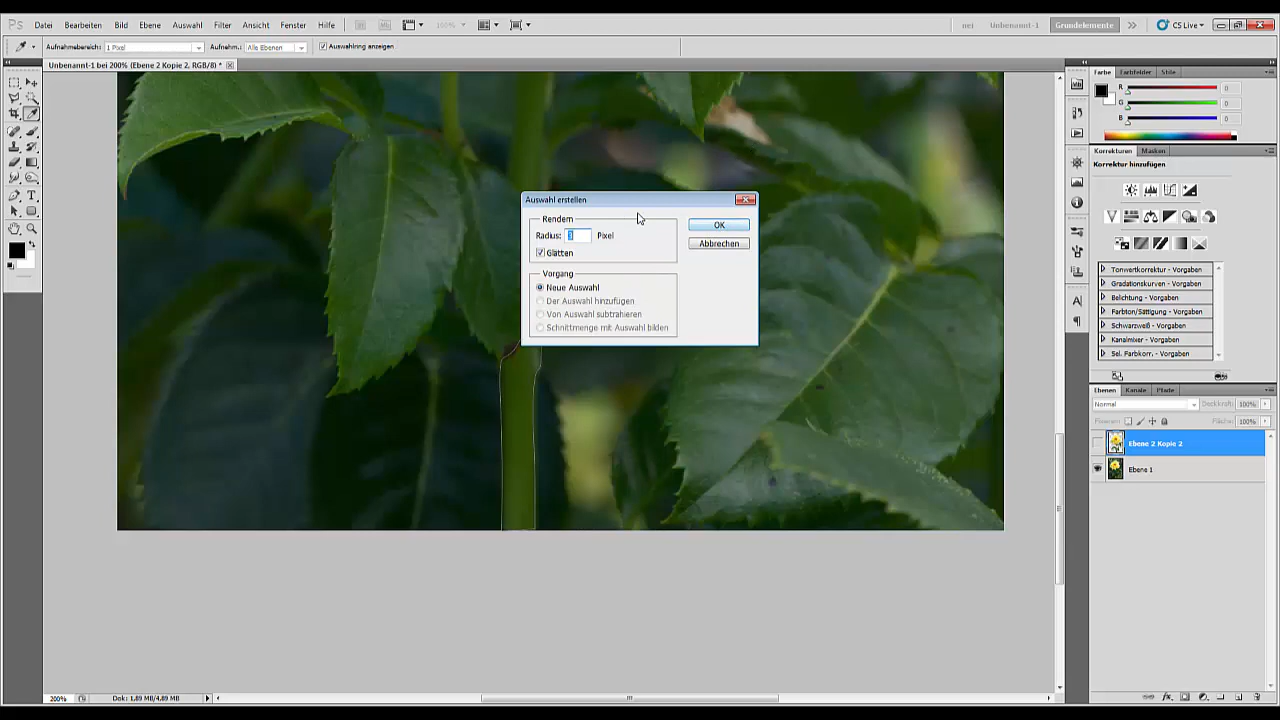 Ps Datei Bearbeiten Bild Ebene Auswahl Filter Ansicht Fenster Hilfe Mb 100% nei Unbenannt-1 Grundelemente CS Live
Aufnahmebereich: 1 Pixel Aufnehm.: Alle Ebenen Auswahlring anzeigen
Unbenannt-1 bei 200% (Ebene 2 Kopie 2, RGB/8) *
Farbe Farbfelder Stile
R 0
G 0
B 0
Korrekturen Masken
Korrektur hinzufügen
Tonwertkorrektur - Vorgaben
Gradationskurven - Vorgaben
Belichtung - Vorgaben
Farbton/Sättigung - Vorgaben
Schwarzweiß - Vorgaben
Kanalmixer - Vorgaben
Sel. Farbkorr. - Vorgaben
Ebenen Kanäle Pfade
Normal Deckkraft: 100%
Fixieren: Fläche: 100%
Ebene 2 Kopie 2
Ebene 1
Auswahl erstellen
Rendern
Radius: Pixel
Glätten
OK
Abbrechen
Vorgang
Neue Auswahl
Der Auswahl hinzufügen
Von Auswahl subtrahieren
Schnittmenge mit Auswahl bilden
200% Dok: 1.89 MB/4.89 MB